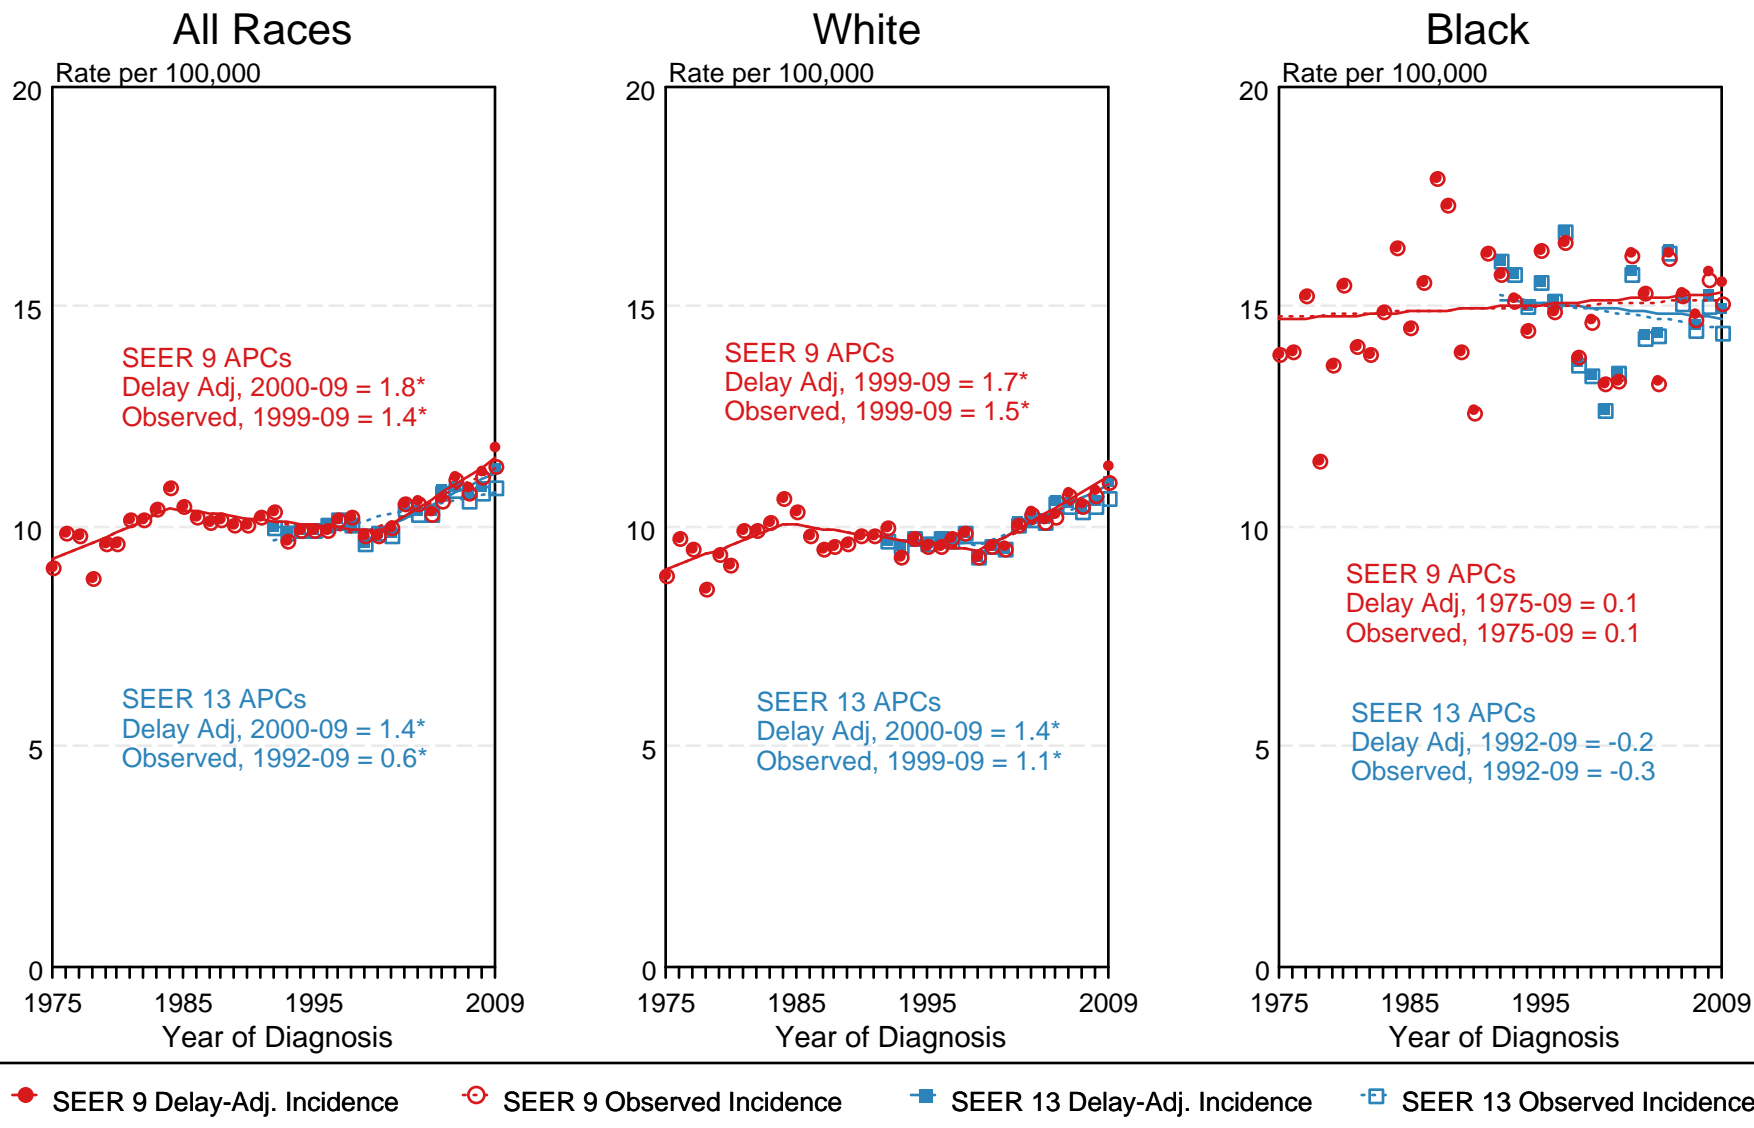 All Races
White
Black
Rate per 100,000
Rate per 100,000
Rate per 100,000
20
15
10
5
0
20
15
10
5
0
20
15
10
5
0
SEER 9 APCs
Delay Adj, 2000-09 = 1.8*
Observed, 1999-09 = 1.4*
SEER 13 APCs
Delay Adj, 2000-09 = 1.4*
Observed, 1992-09 = 0.6*
SEER 9 APCs
Delay Adj, 1999-09 = 1.7*
Observed, 1999-09 = 1.5*
SEER 13 APCs
Delay Adj, 2000-09 = 1.4*
Observed, 1999-09 = 1.1*
SEER 9 APCs
Delay Adj, 1975-09 = 0.1
Observed, 1975-09 = 0.1
SEER 13 APCs
Delay Adj, 1992-09 = -0.2
Observed, 1992-09 = -0.3
1975 1985 1995 2009
1975 1985 1995 2009
1975 1985 1995 2009
Year of Diagnosis
Year of Diagnosis
Year of Diagnosis
SEER 9 Delay-Adj. Incidence
SEER 9 Observed Incidence
SEER 13 Delay-Adj. Incidence
SEER 13 Observed Incidence